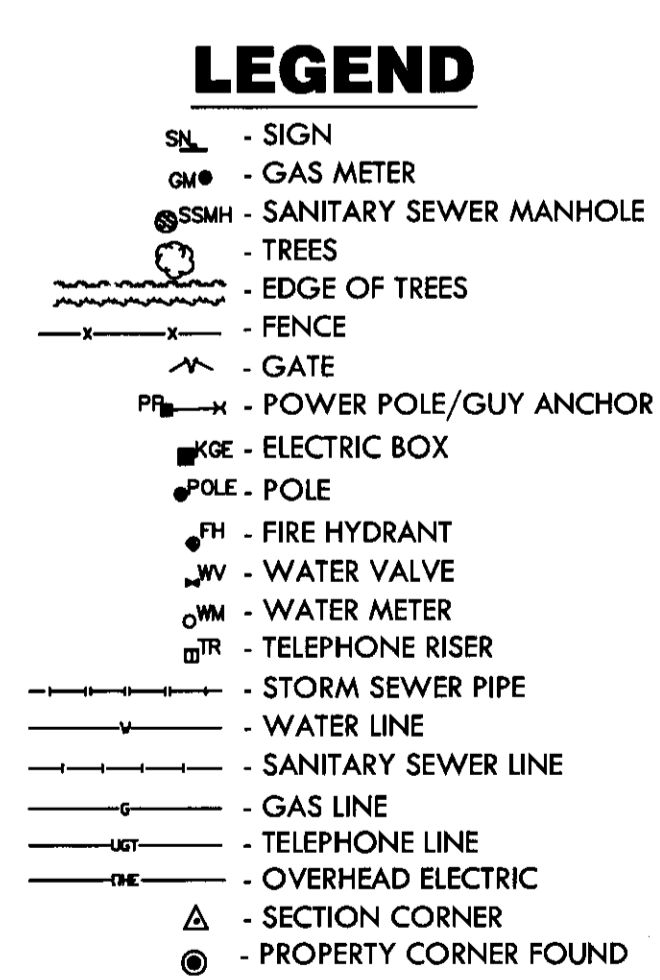 LEGEND
SN - SIGN
GM - GAS METER
SSMH - SANITARY SEWER MANHOLE
- TREES
- EDGE OF TREES
x x - FENCE
- GATE
PP - POWER POLE/GUY ANCHOR
KGE - ELECTRIC BOX
POLE - POLE
FH - FIRE HYDRANT
WV - WATER VALVE
WM - WATER METER
TR - TELEPHONE RISER
- STORM SEWER PIPE
W - WATER LINE
- SANITARY SEWER LINE
G - GAS LINE
UGT - TELEPHONE LINE
OHE - OVERHEAD ELECTRIC
- SECTION CORNER
- PROPERTY CORNER FOUND